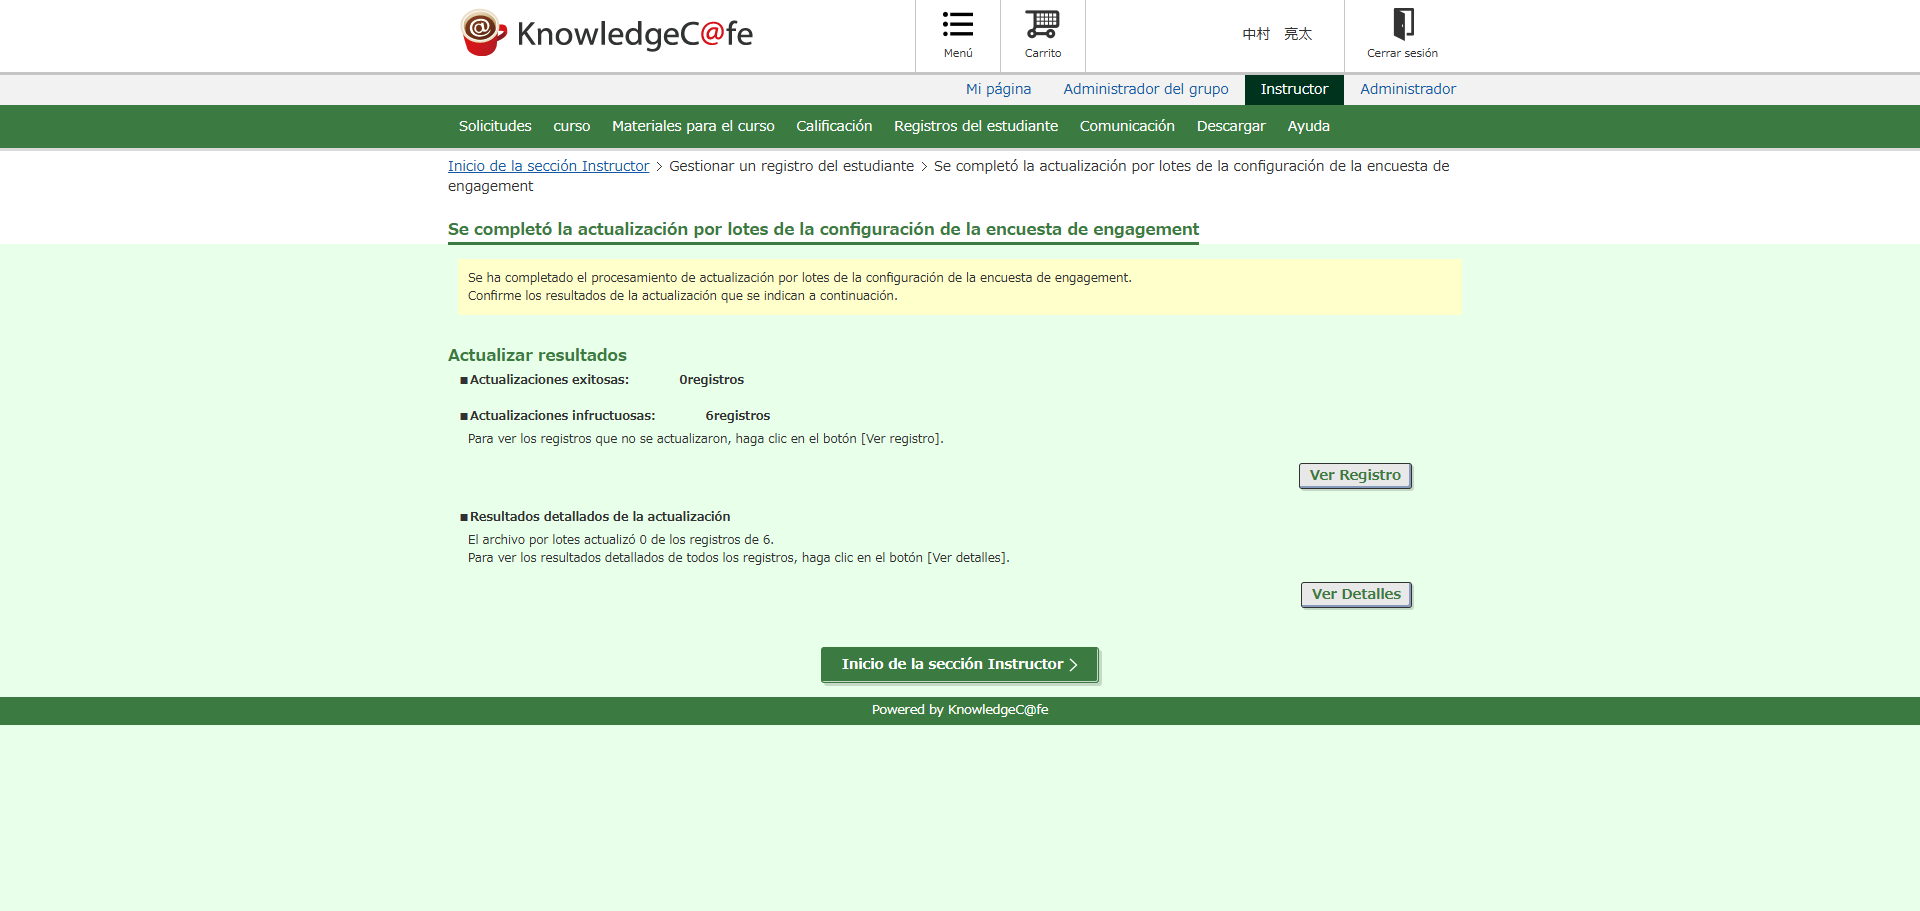 KnowledgeC@fe
Menú
Carrito
中村　亮太
Cerrar sesión
Mi página
Administrador del grupo
Instructor
Administrador
Solicitudes
curso
Materiales para el curso
Calificación
Registros del estudiante
Comunicación
Descargar
Ayuda
Inicio de la sección Instructor > Gestionar un registro del estudiante > Se completó la actualización por lotes de la configuración de la encuesta de
engagement
Se completó la actualización por lotes de la configuración de la encuesta de engagement
Se ha completado el procesamiento de actualización por lotes de la configuración de la encuesta de engagement.
Confirme los resultados de la actualización que se indican a continuación.
Actualizar resultados
■Actualizaciones exitosas: 0registros
■Actualizaciones infructuosas: 6registros
Para ver los registros que no se actualizaron, haga clic en el botón [Ver registro].
Ver Registro
■Resultados detallados de la actualización
El archivo por lotes actualizó 0 de los registros de 6.
Para ver los resultados detallados de todos los registros, haga clic en el botón [Ver detalles].
Ver Detalles
Inicio de la sección Instructor >
Powered by KnowledgeC@fe